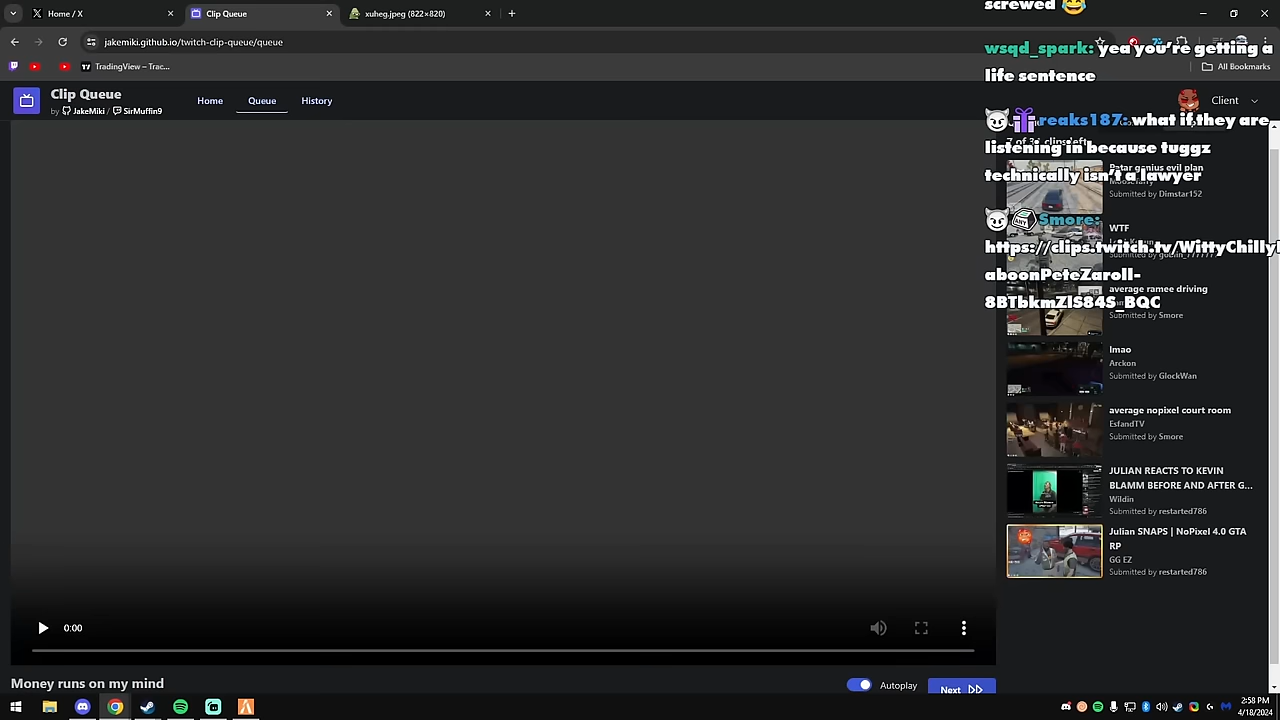 Home / X
Clip Queue
xuheg.jpeg (822×820)
jakemiki.github.io/twitch-clip-queue/queue
TradingView – Trac...
All Bookmarks
Clip Queue
by JakeMiki / SirMuffin9
Home
Queue
History
Client
screwed 😂
wsqd_spark: yea you're getting a
life sentence
reaks187: what if they are
listening in because tuggz
technically isn't a lawyer
Smore:
https://clips.twitch.tv/WittyChilly
aboonPeteZaroll-
8BTbkmZlS84S_BQC
clips left
Patar genius evil plan
Submitted by Dimstar152
WTF
average ramee driving
Submitted by Smore
lmao
Arckon
Submitted by GlockWan
average nopixel court room
EsfandTV
Submitted by Smore
JULIAN REACTS TO KEVIN
BLAMM BEFORE AND AFTER G...
Wildin
Submitted by restarted786
Julian SNAPS | NoPixel 4.0 GTA
RP
GG EZ
Submitted by restarted786
0:00
Money runs on my mind
Autoplay
Next
2:58 PM
4/18/2024